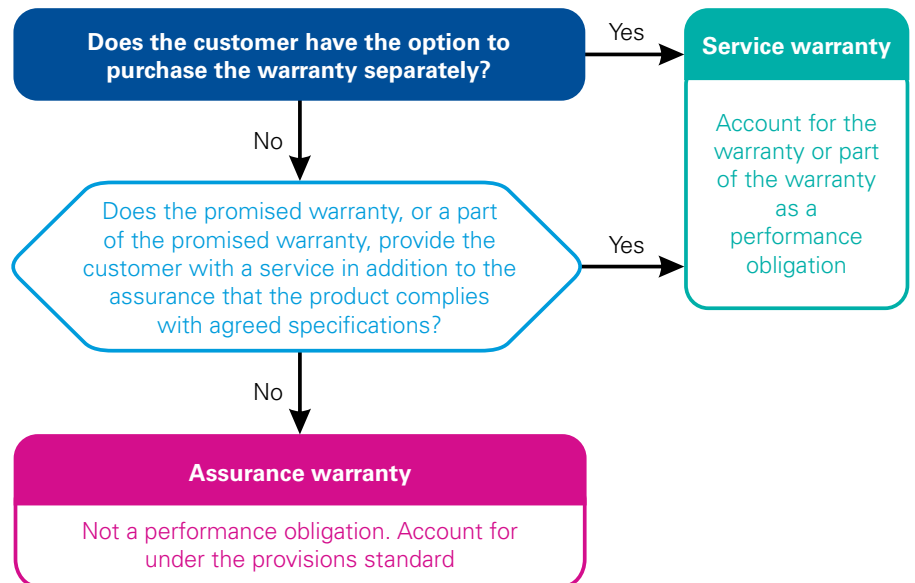 Does the customer have the option to
purchase the warranty separately?
Yes
Service warranty
Account for the
warranty or part
of the warranty
as a
performance
obligation
No
Does the promised warranty, or a part
of the promised warranty, provide the
customer with a service in addition to the
assurance that the product complies
with agreed specifications?
Yes
No
Assurance warranty
Not a performance obligation. Account for
under the provisions standard